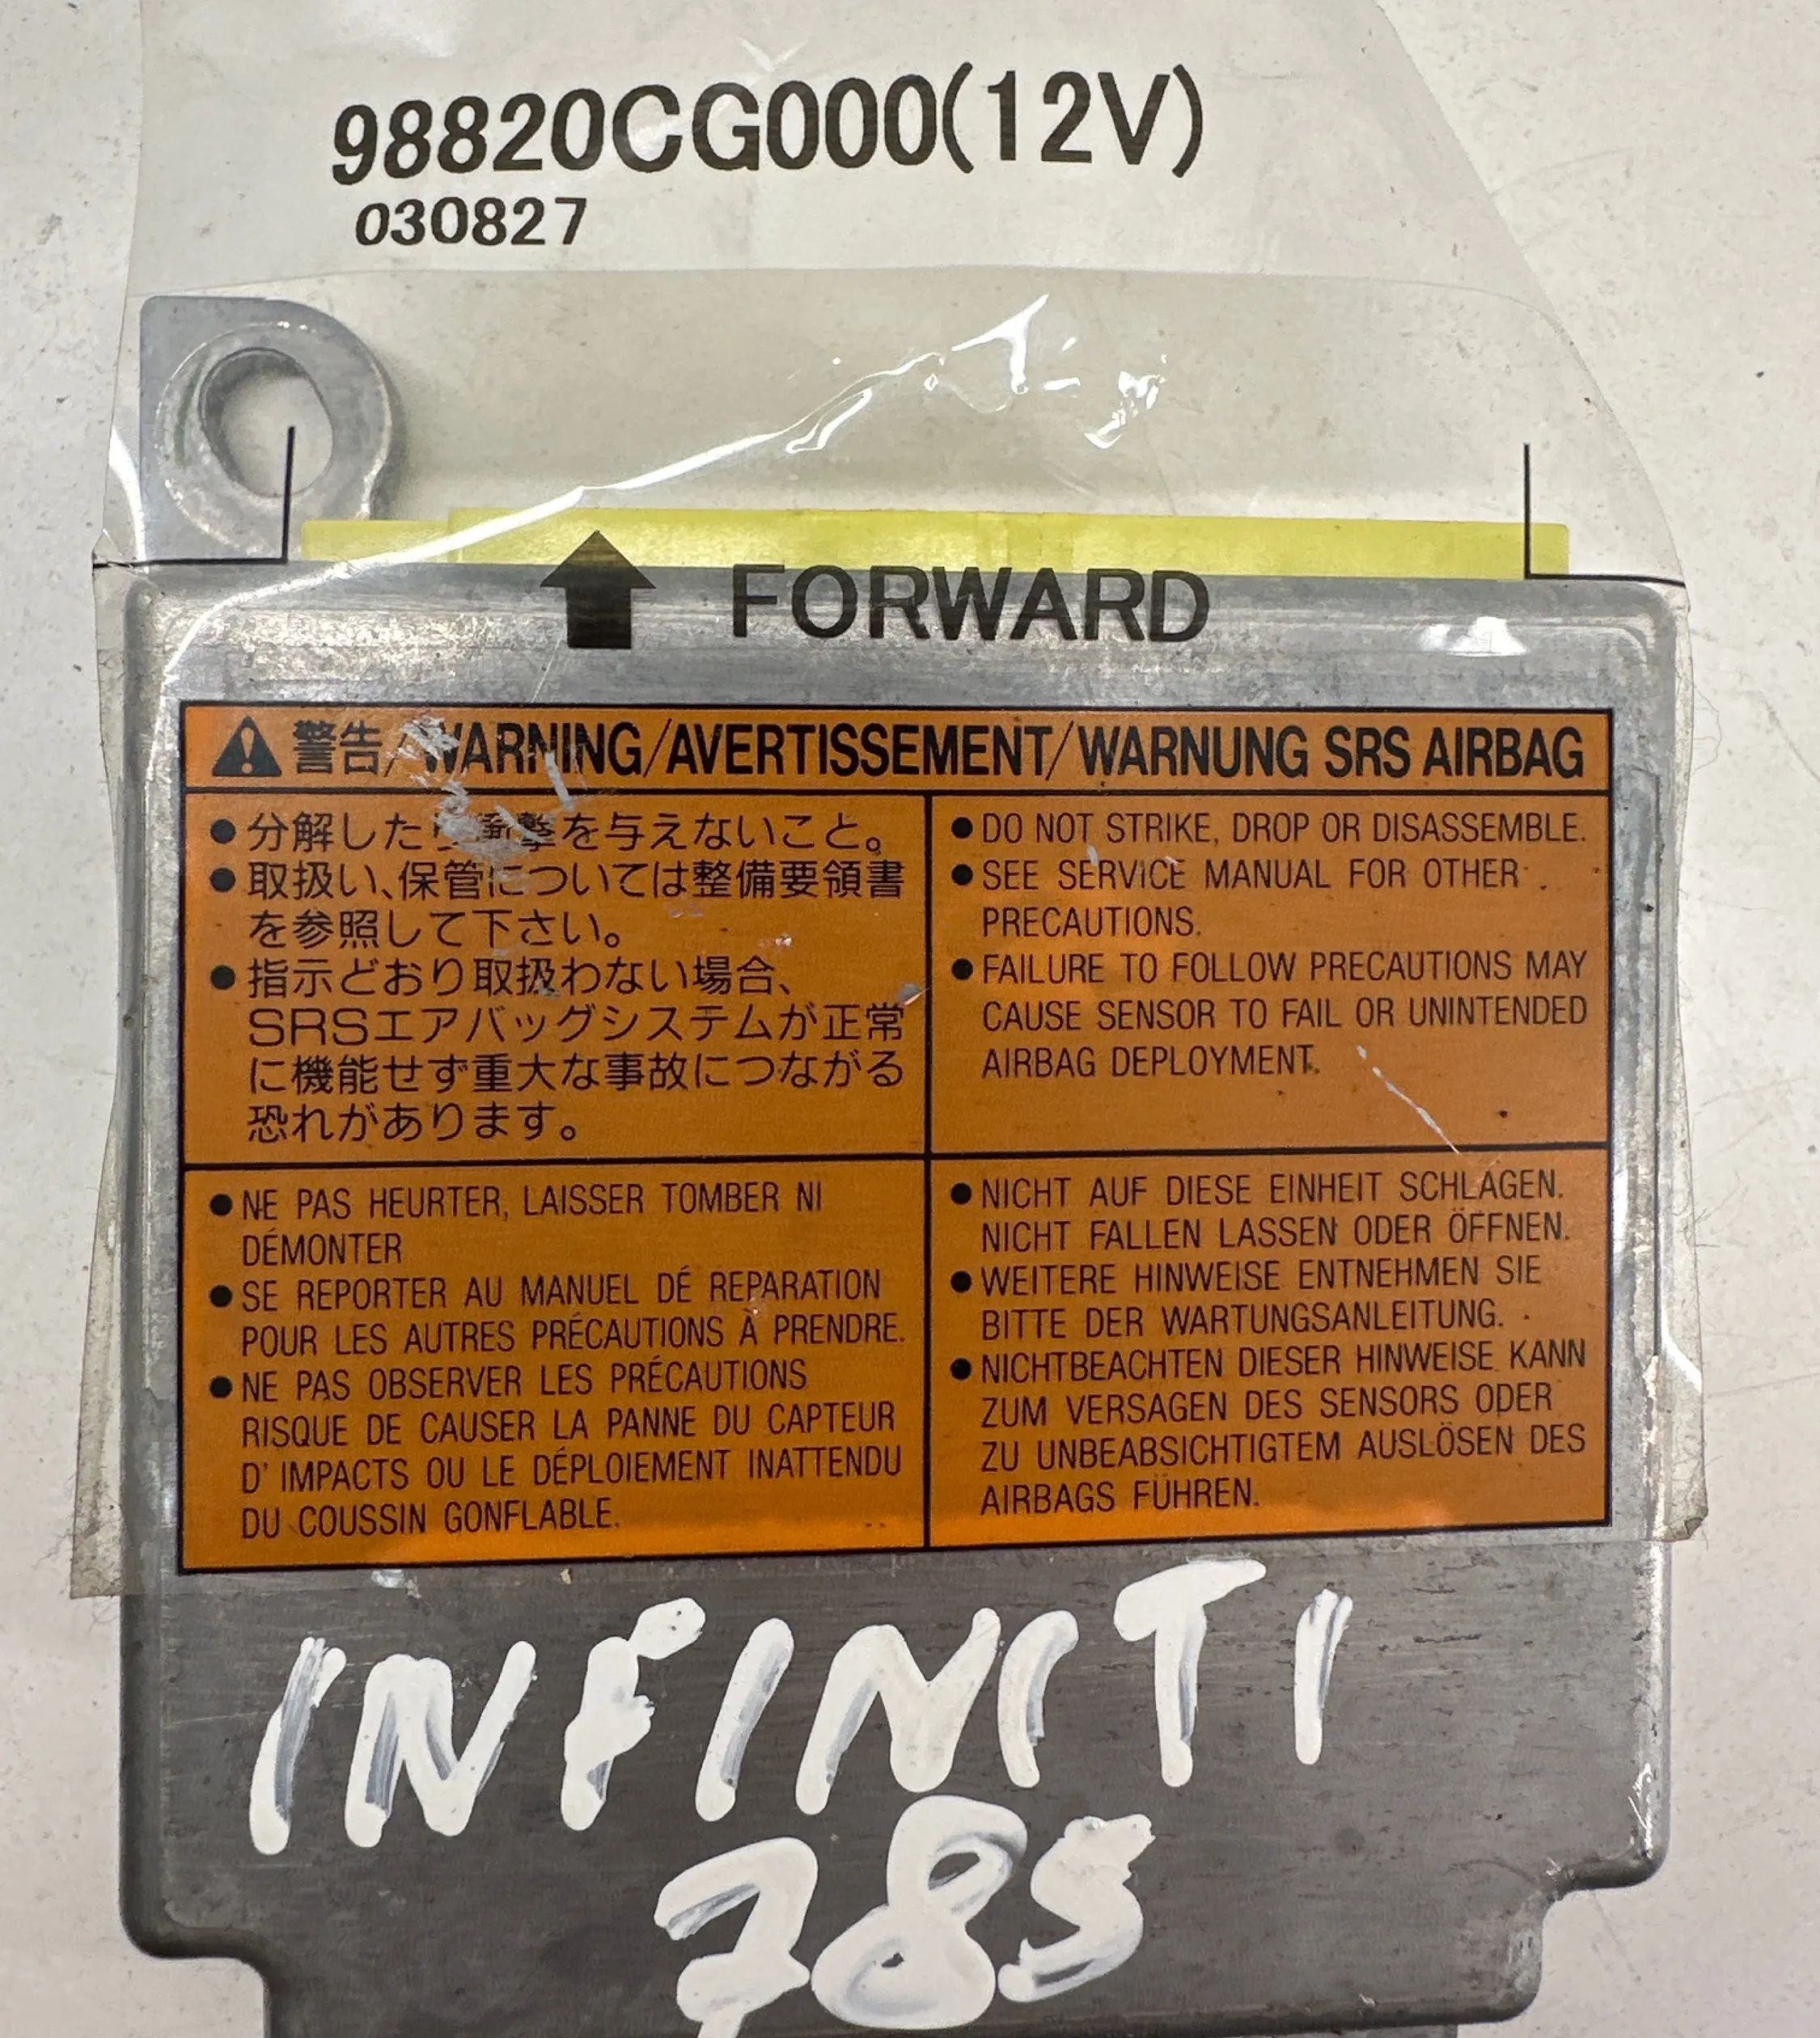 98820CG000(12V)
030827
FORWARD
警告/WARNING/AVERTISSEMENT/WARNUNG SRS AIRBAG
●分解した 衝撃を与えないこと。
●取扱い、保管については整備要領書
を参照して下さい。
●指示どおり取扱わない場合、
SRSエアバッグシステムが正常
に機能せず重大な事故につながる
恐れがあります。
●DO NOT STRIKE, DROP OR DISASSEMBLE.
●SEE SERVICE MANUAL FOR OTHER
PRECAUTIONS.
●FAILURE TO FOLLOW PRECAUTIONS MAY
CAUSE SENSOR TO FAIL OR UNINTENDED
AIRBAG DEPLOYMENT.
●NE PAS HEURTER, LAISSER TOMBER NI
DÉMONTER
●SE REPORTER AU MANUEL DÉ REPARATION
POUR LES AUTRES PRÉCAUTIONS À PRENDRE.
●NE PAS OBSERVER LES PRÉCAUTIONS
RISQUE DE CAUSER LA PANNE DU CAPTEUR
D' IMPACTS OU LE DÉPLOIEMENT INATTENDU
DU COUSSIN GONFLABLE.
●NICHT AUF DIESE EINHEIT SCHLAGEN.
NICHT FALLEN LASSEN ODER ÖFFNEN.
●WEITERE HINWEISE ENTNEHMEN SIE
BITTE DER WARTUNGSANLEITUNG.
●NICHTBEACHTEN DIESER HINWEISE KANN
ZUM VERSAGEN DES SENSORS ODER
ZU UNBEABSICHTIGTEM AUSLÖSEN DES
AIRBAGS FÜHREN.
INFINITI
785